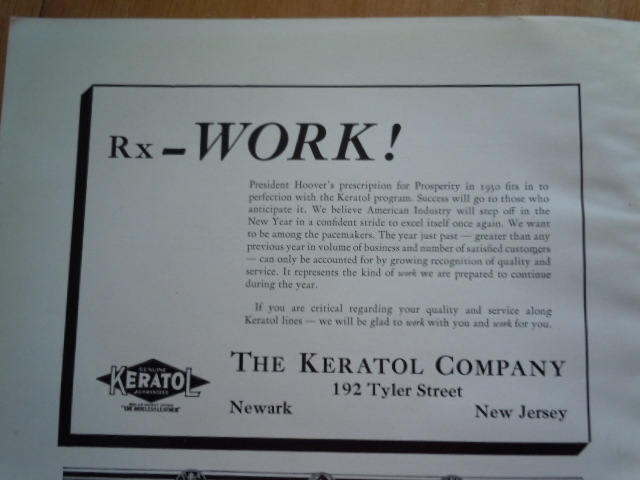 Rx – WORK!
President Hoover's prescription for Prosperity in 1930 fits in to
perfection with the Keratol program. Success will go to those who
anticipate it. We believe American Industry will step off in the
New Year in a confident stride to excel itself once again. We want
to be among the pacemakers. The year just past — greater than any
previous year in volume of business and number of satisfied customers
— can only be accounted for by growing recognition of quality and
service. It represents the kind of work we are prepared to continue
during the year.
If you are critical regarding your quality and service along
Keratol lines — we will be glad to work with you and work for you.
GENUINE
KERATOL
GUARANTEED
THE KERATOL COMPANY
192 Tyler Street
Newark New Jersey